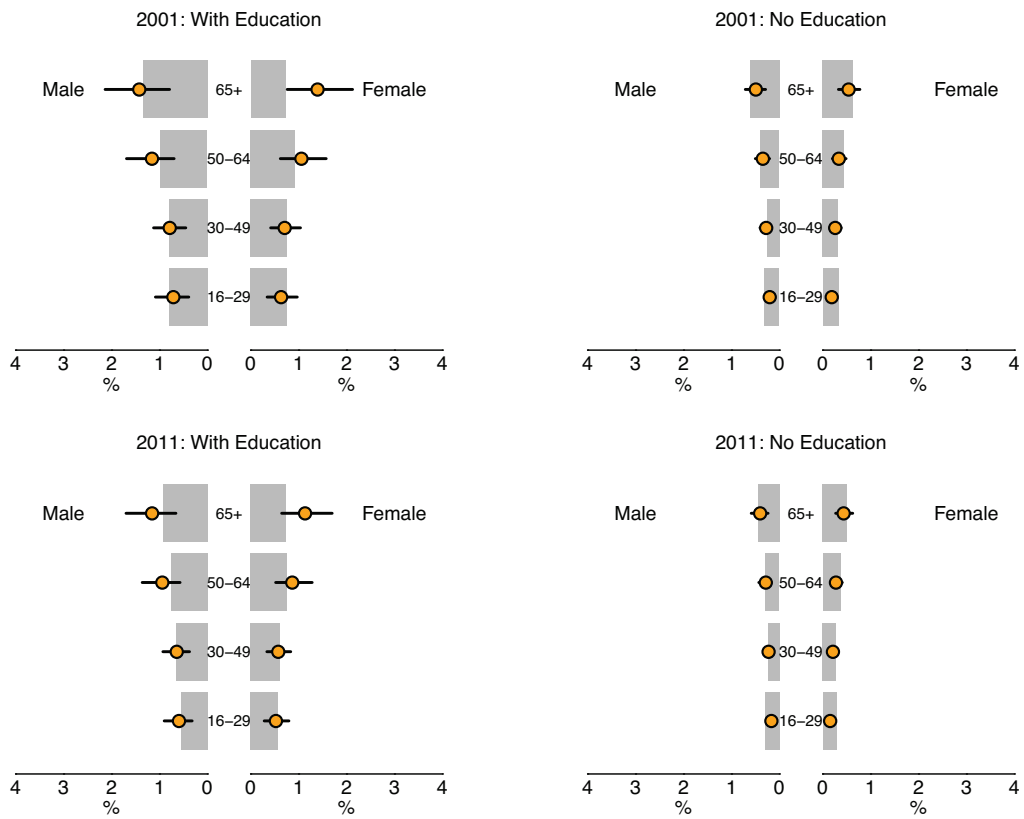 2001: With Education
2001: No Education
Male 65+ Female
Male 65+ Female
50−64
50−64
30−49
30−49
16−29
16−29
4 3 2 1 0 0 1 2 3 4
4 3 2 1 0 0 1 2 3 4
% %
% %
2011: With Education
2011: No Education
Male 65+ Female
Male 65+ Female
50−64
50−64
30−49
30−49
16−29
16−29
4 3 2 1 0 0 1 2 3 4
4 3 2 1 0 0 1 2 3 4
% %
% %